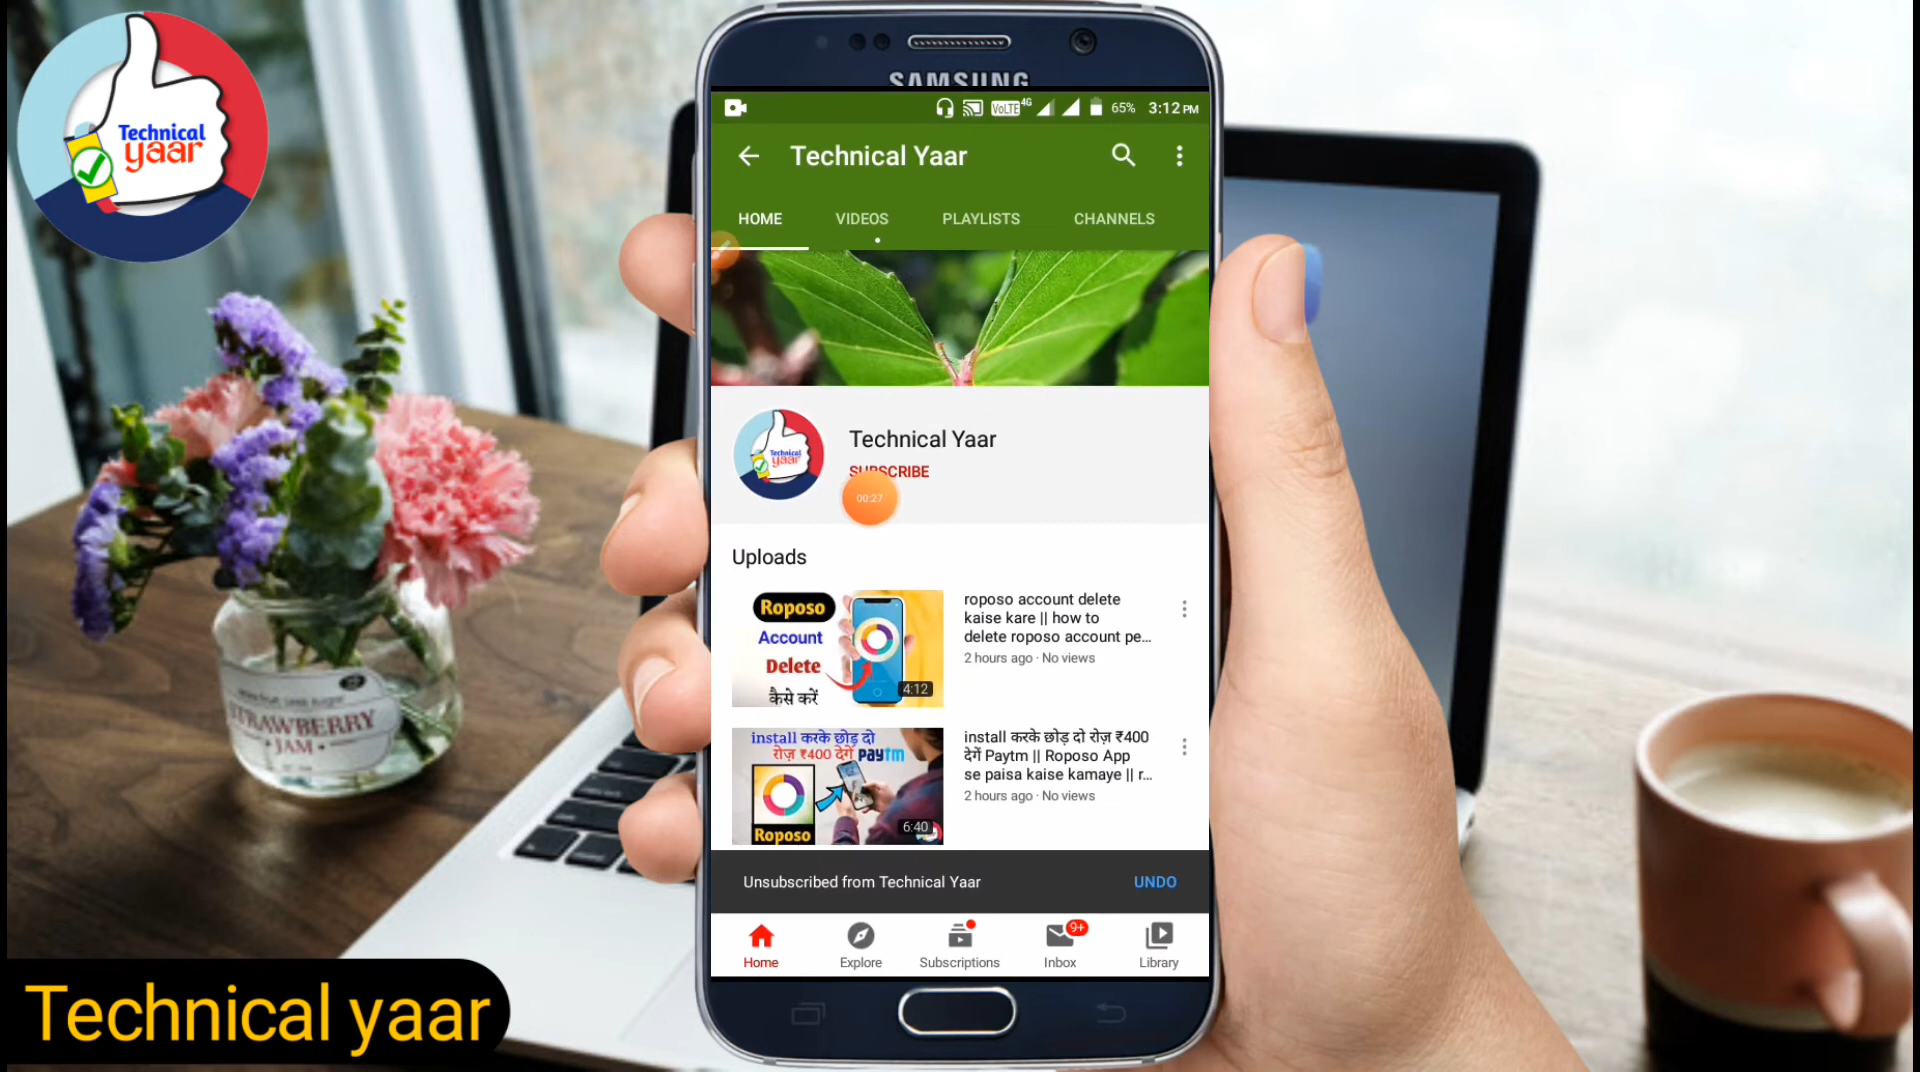 Technical
yaar
SAMSUNG
VoLTE 4G 65% 3:12 PM
Technical Yaar
HOME VIDEOS PLAYLISTS CHANNELS
Technical
yaar
Technical Yaar
SUBSCRIBE
00:27
Uploads
Roposo
Account
Delete
कैसे करें
4:12
roposo account delete
kaise kare || how to
delete roposo account pe...
2 hours ago · No views
install करके छोड़ दो
रोज़ ₹400 देगें Paytm
Roposo
6:40
install करके छोड़ दो रोज़ ₹400
देगें Paytm || Roposo App
se paisa kaise kamaye || r...
2 hours ago · No views
Unsubscribed from Technical Yaar UNDO
9+
Home Explore Subscriptions Inbox Library
STRAWBERRY
JAM
Technical yaar